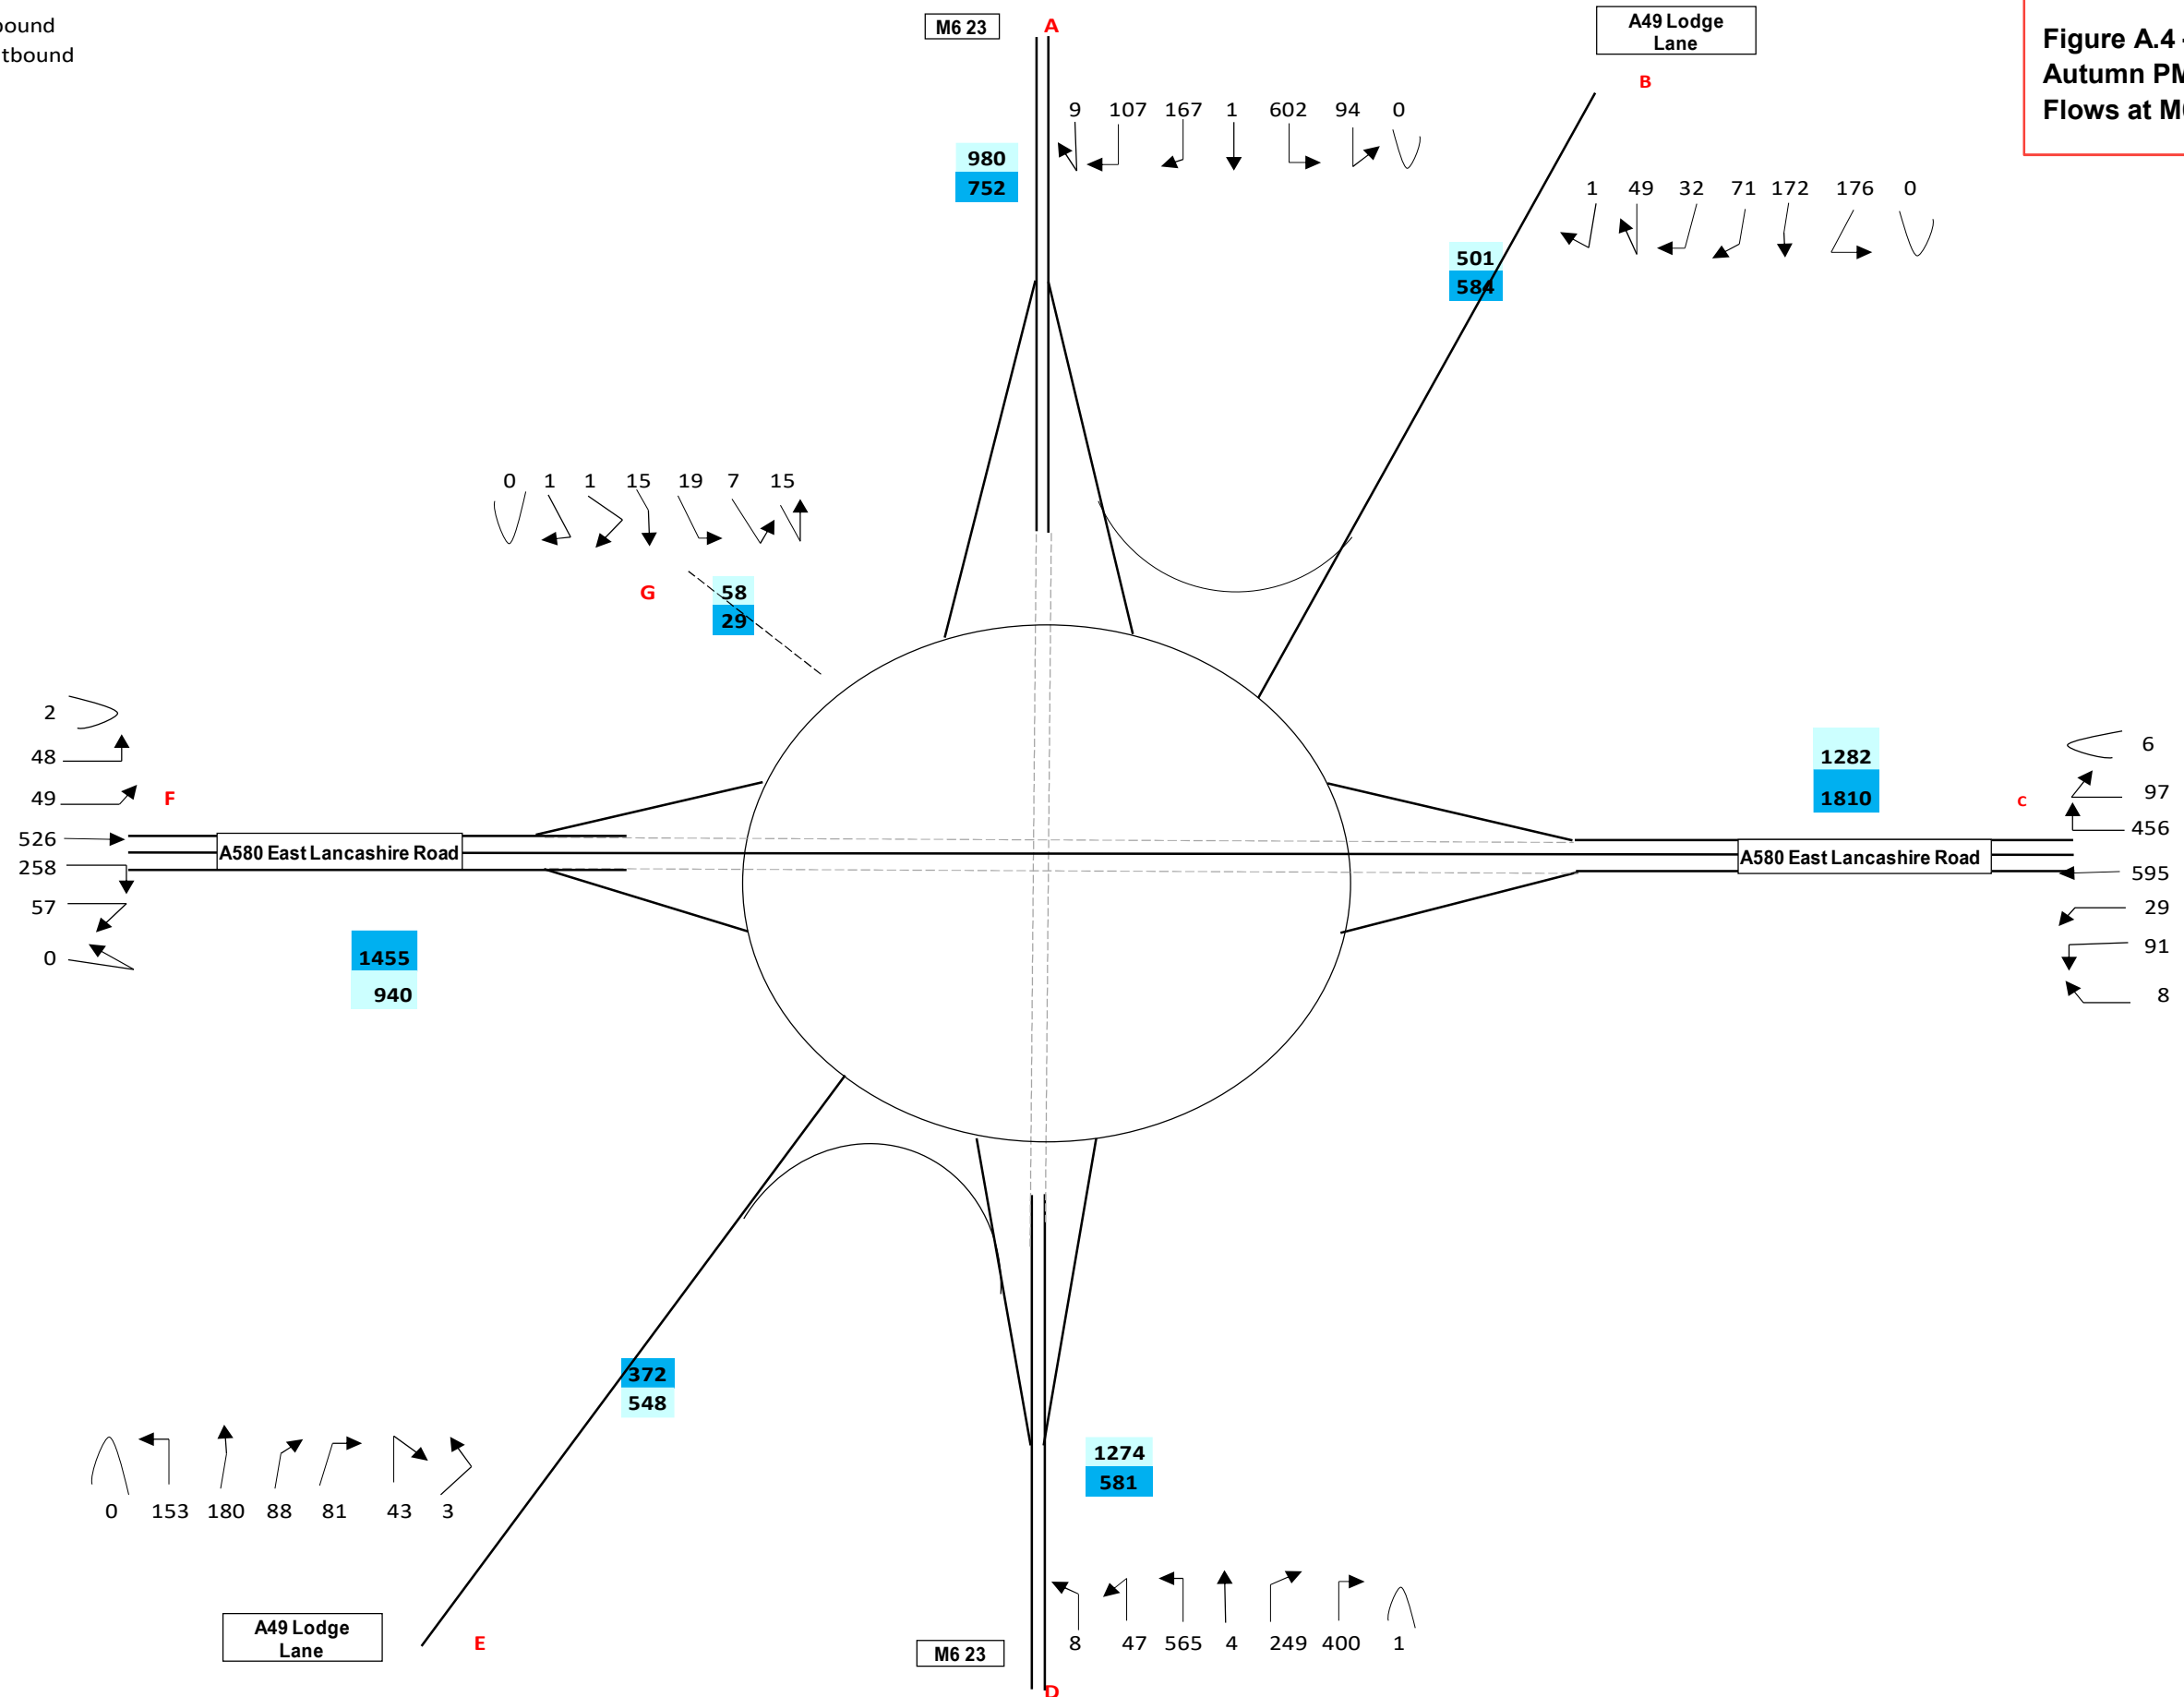 bound
tbound
M6 23
A
A49 Lodge
Lane
B
Figure A.4
Autumn PM
Flows at M
9 107 167 1 602 94 0
980
752
1 49 32 71 172 176 0
501
584
0 1 1 15 19 7 15
G
58
29
2
48
49
F
526
258
57
0
A580 East Lancashire Road
1455
940
1282
1810
C
6
97
456
595
29
91
8
A580 East Lancashire Road
372
548
0 153 180 88 81 43 3
A49 Lodge
Lane
E
1274
581
8 47 565 4 249 400 1
M6 23
D